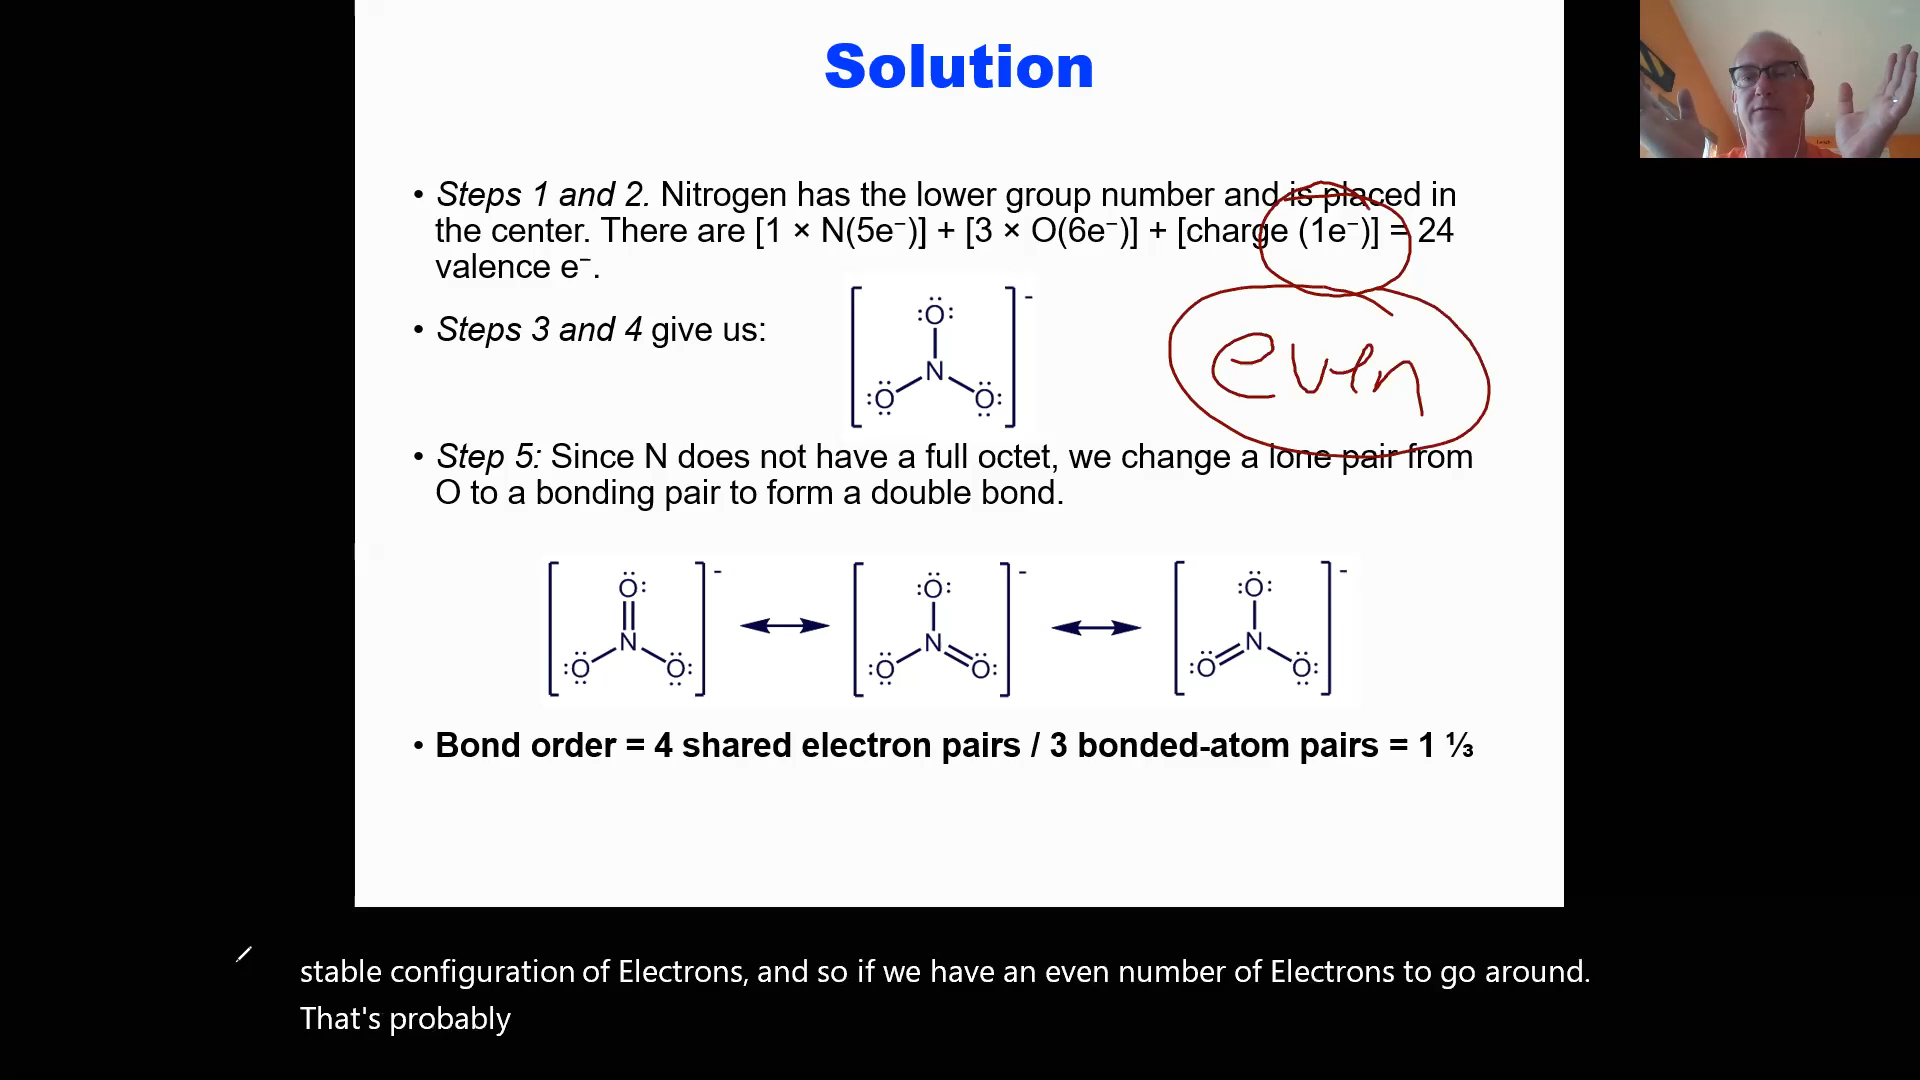 Solution
• Steps 1 and 2. Nitrogen has the lower group number and is placed in
the center. There are [1 × N(5e⁻)] + [3 × O(6e⁻)] + [charge (1e⁻)] = 24
valence e⁻.
• Steps 3 and 4 give us:
-
:O:
N
:O
O:
even
• Step 5: Since N does not have a full octet, we change a lone pair from
O to a bonding pair to form a double bond.
- - -
O: :O: :O:
N N N
:O O: :O O: :O O:
• Bond order = 4 shared electron pairs / 3 bonded-atom pairs = 1 ⅓
stable configuration of Electrons, and so if we have an even number of Electrons to go around.
That's probably